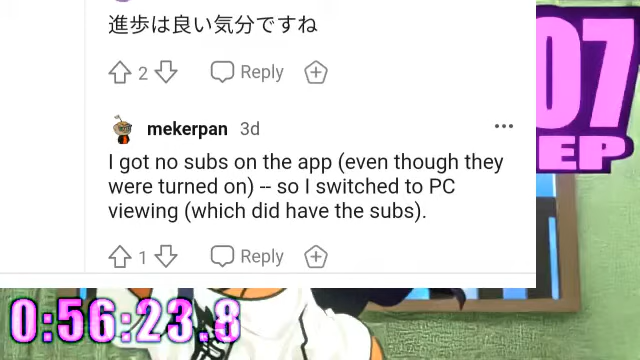 進歩は良い気分ですね
2 Reply
mekerpan 3d
I got no subs on the app (even though they
were turned on) -- so I switched to PC
viewing (which did have the subs).
1 Reply
07
EP
0:56:23.8